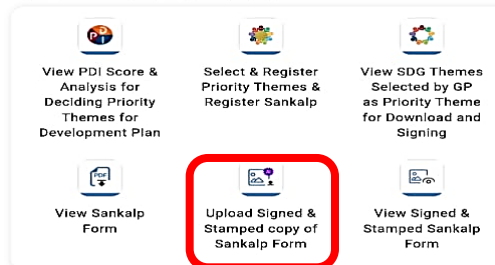 View PDI Score &
Analysis for
Deciding Priority
Themes for
Development Plan
Select & Register
Priority Themes &
Register Sankalp
View SDG Themes
Selected by GP
as Priority Theme
for Download and
Signing
PDF
View Sankalp
Form
AI
Upload Signed &
Stamped copy of
Sankalp Form
View Signed &
Stamped Sankalp
Form